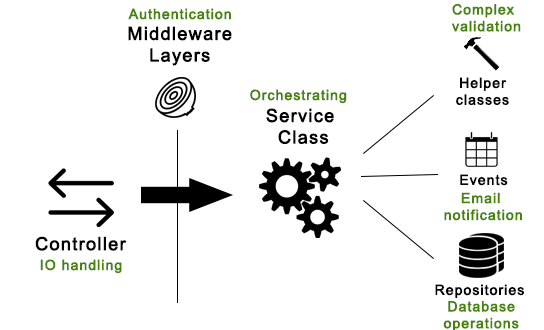 Authentication
Middleware
Layers
Complex
validation
Helper
classes
Orchestrating
Service
Class
Events
Email
notification
Controller
IO handling
Repositories
Database
operations